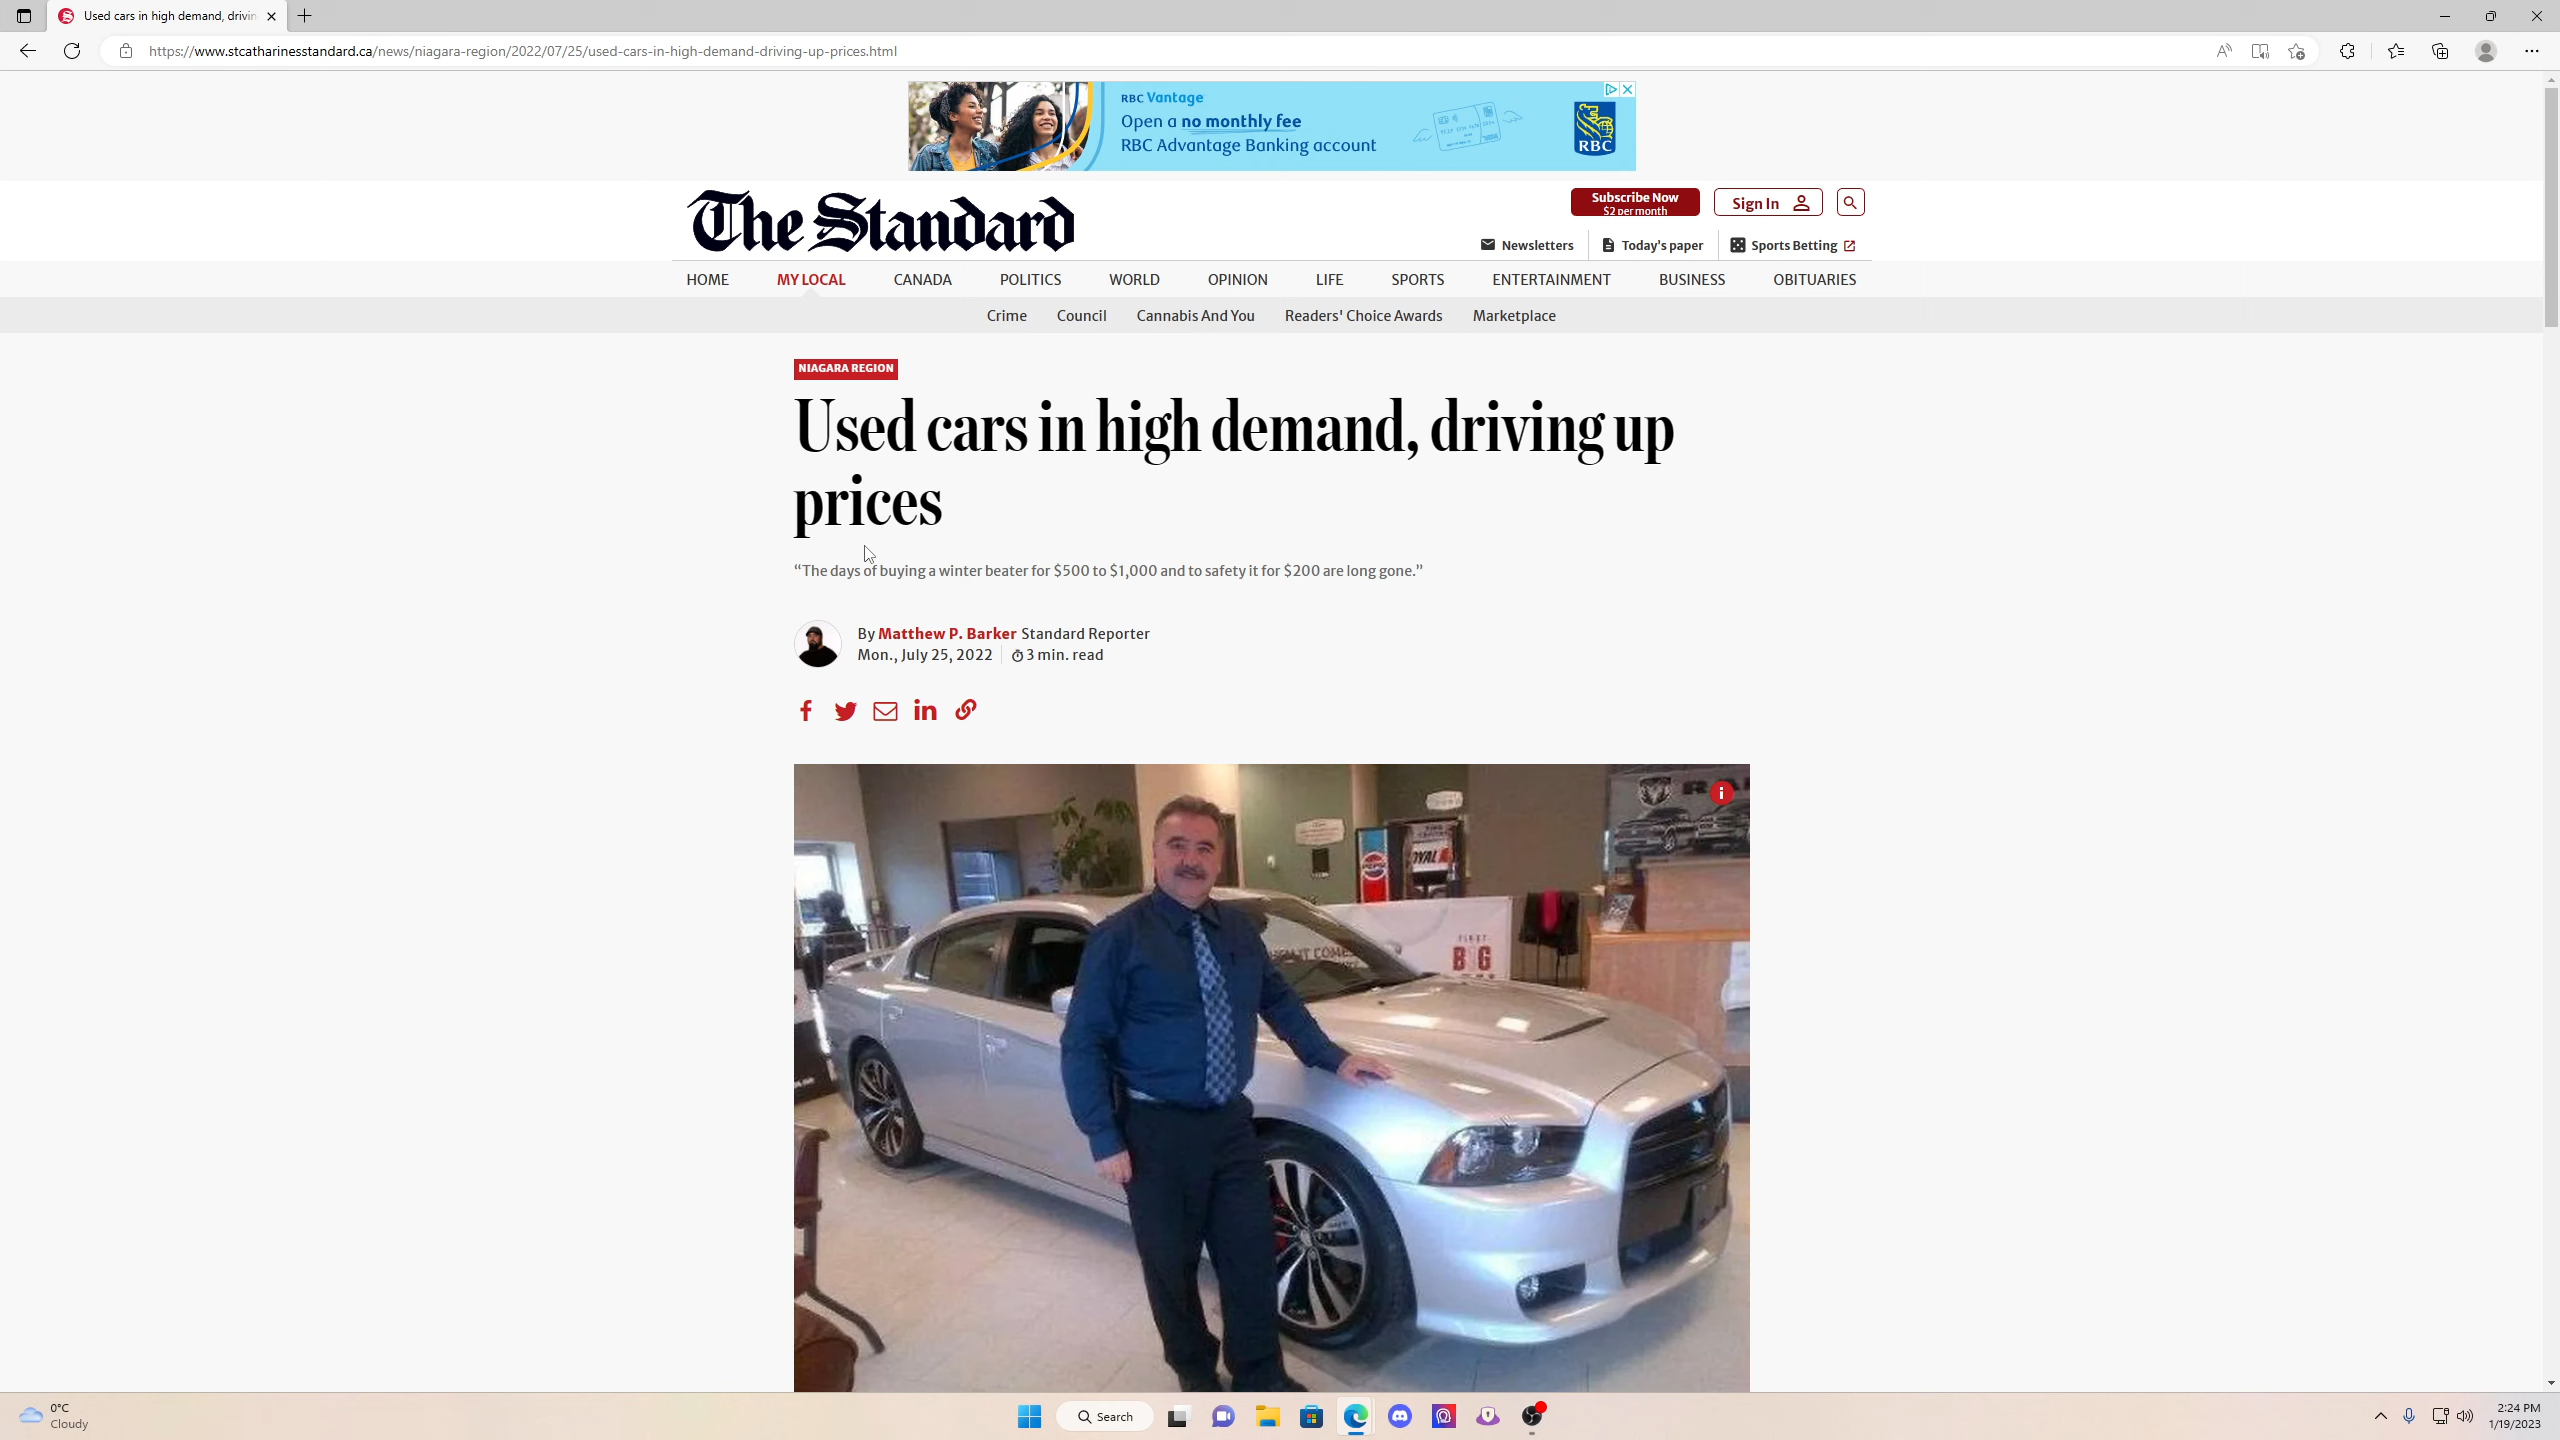 Used cars in high demand, drivin
https://www.stcatharinesstandard.ca/news/niagara-region/2022/07/25/used-cars-in-high-demand-driving-up-prices.html
RBC Vantage
Open a no monthly fee
RBC Advantage Banking account
RBC
The Standard
Subscribe Now
$2 per month
Sign In
Newsletters
Today's paper
Sports Betting
HOME MY LOCAL CANADA POLITICS WORLD OPINION LIFE SPORTS ENTERTAINMENT BUSINESS OBITUARIES
Crime Council Cannabis And You Readers' Choice Awards Marketplace
NIAGARA REGION
Used cars in high demand, driving up
prices
“The days of buying a winter beater for $500 to $1,000 and to safety it for $200 are long gone.”
By Matthew P. Barker Standard Reporter
Mon., July 25, 2022 3 min. read
PEPSI
B G
0°C
Cloudy
Search
2:24 PM
1/19/2023